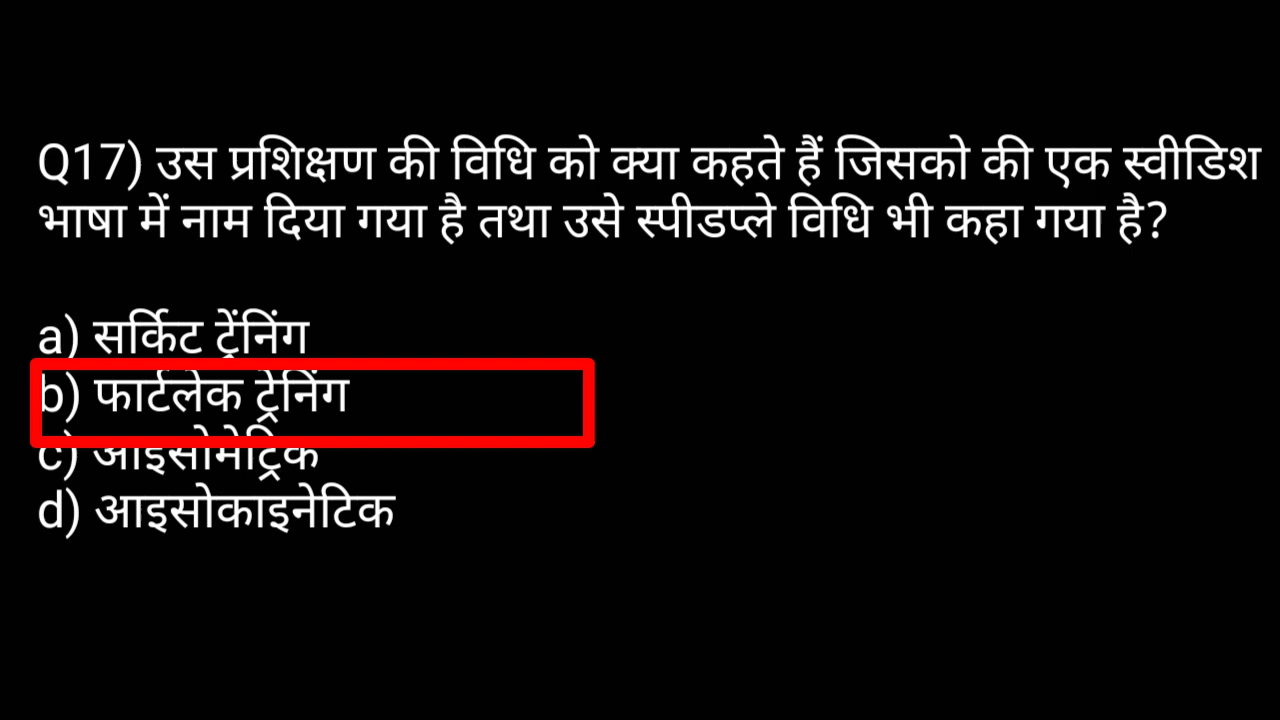 Q17) उस प्रशिक्षण की विधि को क्या कहते हैं जिसको की एक स्वीडिश
भाषा में नाम दिया गया है तथा उसे स्पीडप्ले विधि भी कहा गया है?
a) सर्किट ट्रेंनिंग
b) फार्टलेक ट्रेनिंग
c) आइसोमेट्रिक
d) आइसोकाइनेटिक